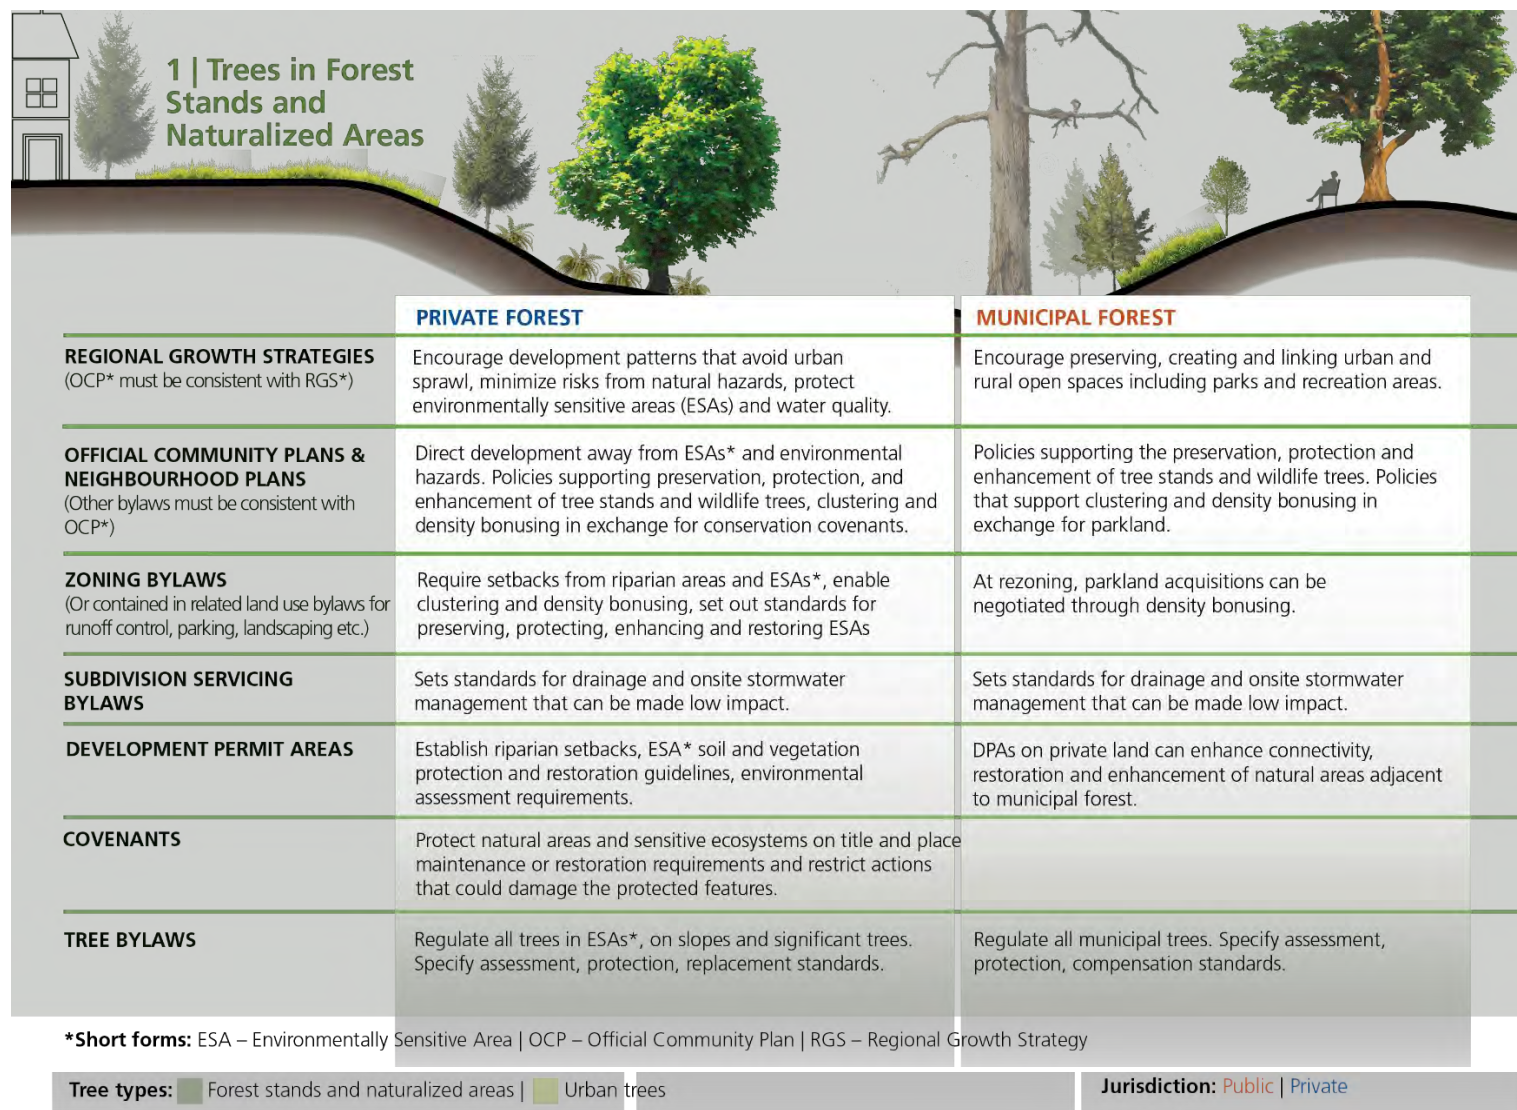 1 | Trees in Forest
Stands and
Naturalized Areas
PRIVATE FOREST
MUNICIPAL FOREST
REGIONAL GROWTH STRATEGIES
(OCP* must be consistent with RGS*)
Encourage development patterns that avoid urban
sprawl, minimize risks from natural hazards, protect
environmentally sensitive areas (ESAs) and water quality.
Encourage preserving, creating and linking urban and
rural open spaces including parks and recreation areas.
OFFICIAL COMMUNITY PLANS &
NEIGHBOURHOOD PLANS
(Other bylaws must be consistent with
OCP*)
Direct development away from ESAs* and environmental
hazards. Policies supporting preservation, protection, and
enhancement of tree stands and wildlife trees, clustering and
density bonusing in exchange for conservation covenants.
Policies supporting the preservation, protection and
enhancement of tree stands and wildlife trees. Policies
that support clustering and density bonusing in
exchange for parkland.
ZONING BYLAWS
(Or contained in related land use bylaws for
runoff control, parking, landscaping etc.)
Require setbacks from riparian areas and ESAs*, enable
clustering and density bonusing, set out standards for
preserving, protecting, enhancing and restoring ESAs
At rezoning, parkland acquisitions can be
negotiated through density bonusing.
SUBDIVISION SERVICING
BYLAWS
Sets standards for drainage and onsite stormwater
management that can be made low impact.
Sets standards for drainage and onsite stormwater
management that can be made low impact.
DEVELOPMENT PERMIT AREAS
Establish riparian setbacks, ESA* soil and vegetation
protection and restoration guidelines, environmental
assessment requirements.
DPAs on private land can enhance connectivity,
restoration and enhancement of natural areas adjacent
to municipal forest.
COVENANTS
Protect natural areas and sensitive ecosystems on title and place
maintenance or restoration requirements and restrict actions
that could damage the protected features.
TREE BYLAWS
Regulate all trees in ESAs*, on slopes and significant trees.
Specify assessment, protection, replacement standards.
Regulate all municipal trees. Specify assessment,
protection, compensation standards.
*Short forms: ESA – Environmentally Sensitive Area | OCP – Official Community Plan | RGS – Regional Growth Strategy
Tree types: Forest stands and naturalized areas | Urban trees
Jurisdiction: Public | Private